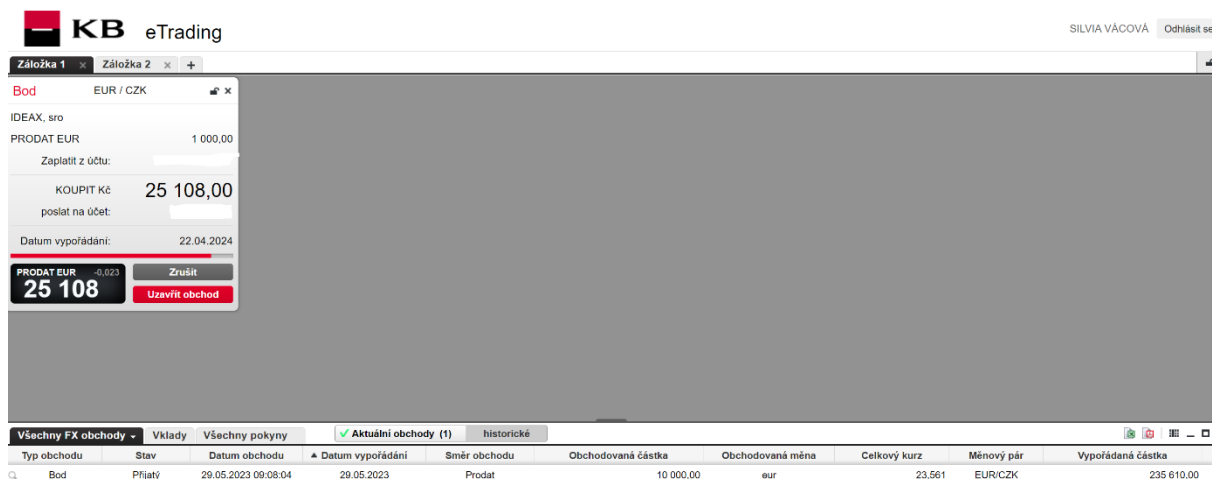 KB eTrading
SILVIA VÁCOVÁ Odhlásit se
Záložka 1 × Záložka 2 × +
Bod EUR / CZK ×
IDEAX, sro
PRODAT EUR 1 000,00
Zaplatit z účtu:
KOUPIT Kč 25 108,00
poslat na účet:
Datum vypořádání: 22.04.2024
PRODAT EUR -0,023
25 108
Zrušit
Uzavřít obchod
Všechny FX obchody Vklady Všechny pokyny Aktuální obchody (1) historické
Typ obchodu Stav Datum obchodu Datum vypořádání Směr obchodu Obchodovaná částka Obchodovaná měna Celkový kurz Měnový pár Vypořádaná částka
Bod Přijatý 29.05.2023 09:08:04 29.05.2023 Prodat 10 000,00 eur 23,561 EUR/CZK 235 610,00